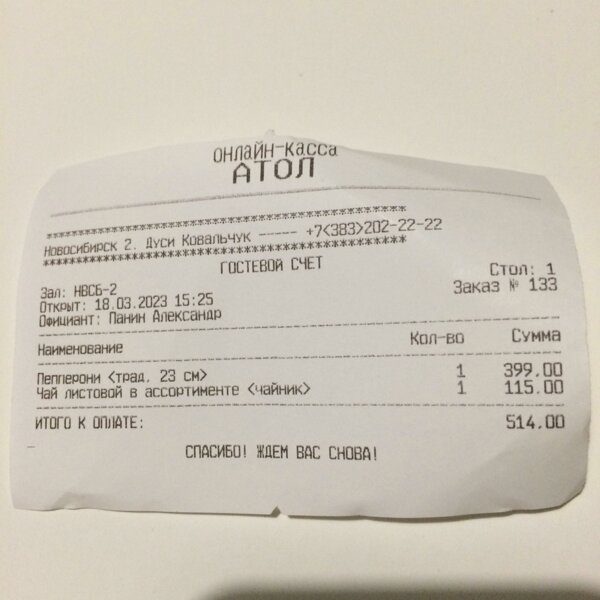 ОНЛАЙН-КАССА
АТОЛ
******************************************
Новосибирск 2. Дуси Ковальчук ----- +7<383>202-22-22
******************************************
ГОСТЕВОЙ СЧЕТ
Зал: НВСБ-2 Стол: 1
Открыт: 18.03.2023 15:25 Заказ № 133
Официант: Панин Александр
Наименование Кол-во Сумма
Пепперони <трад. 23 см> 1 399.00
Чай листовой в ассортименте <чайник> 1 115.00
ИТОГО К ОПЛАТЕ: 514.00
СПАСИБО! ЖДЕМ ВАС СНОВА!